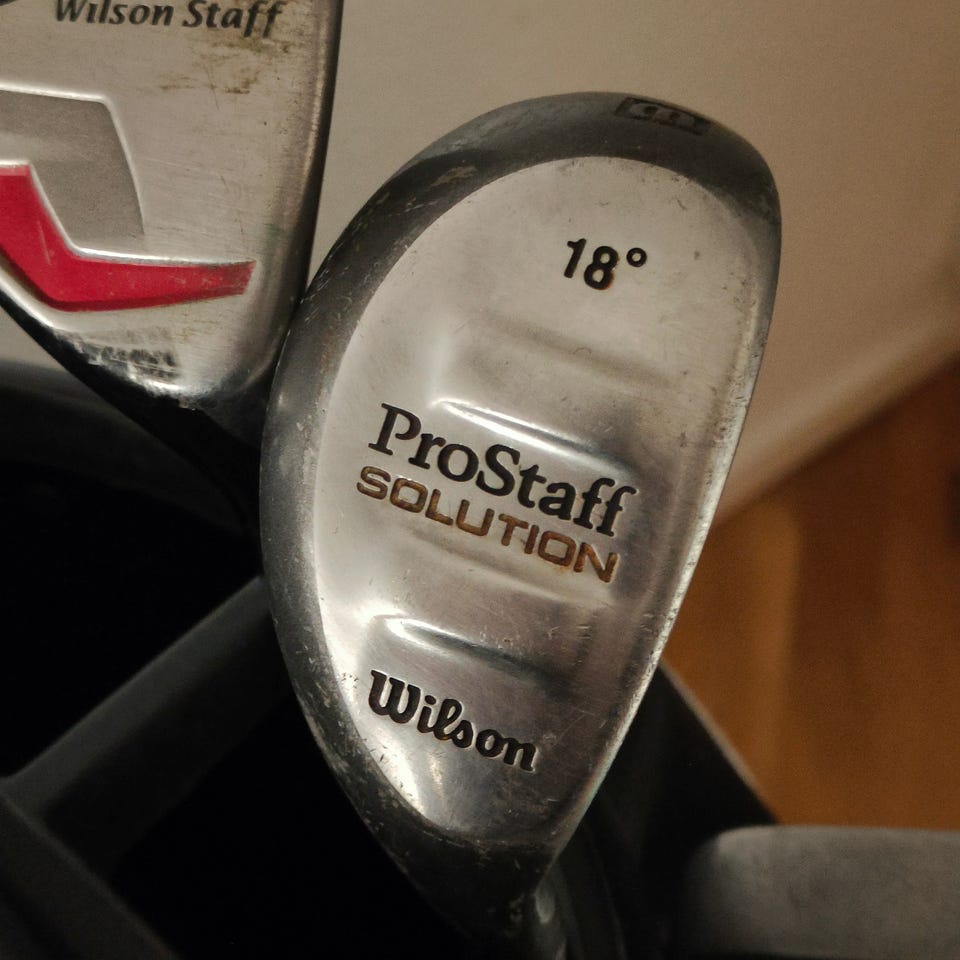 Wilson Staff
18°
ProStaff
SOLUTION
Wilson